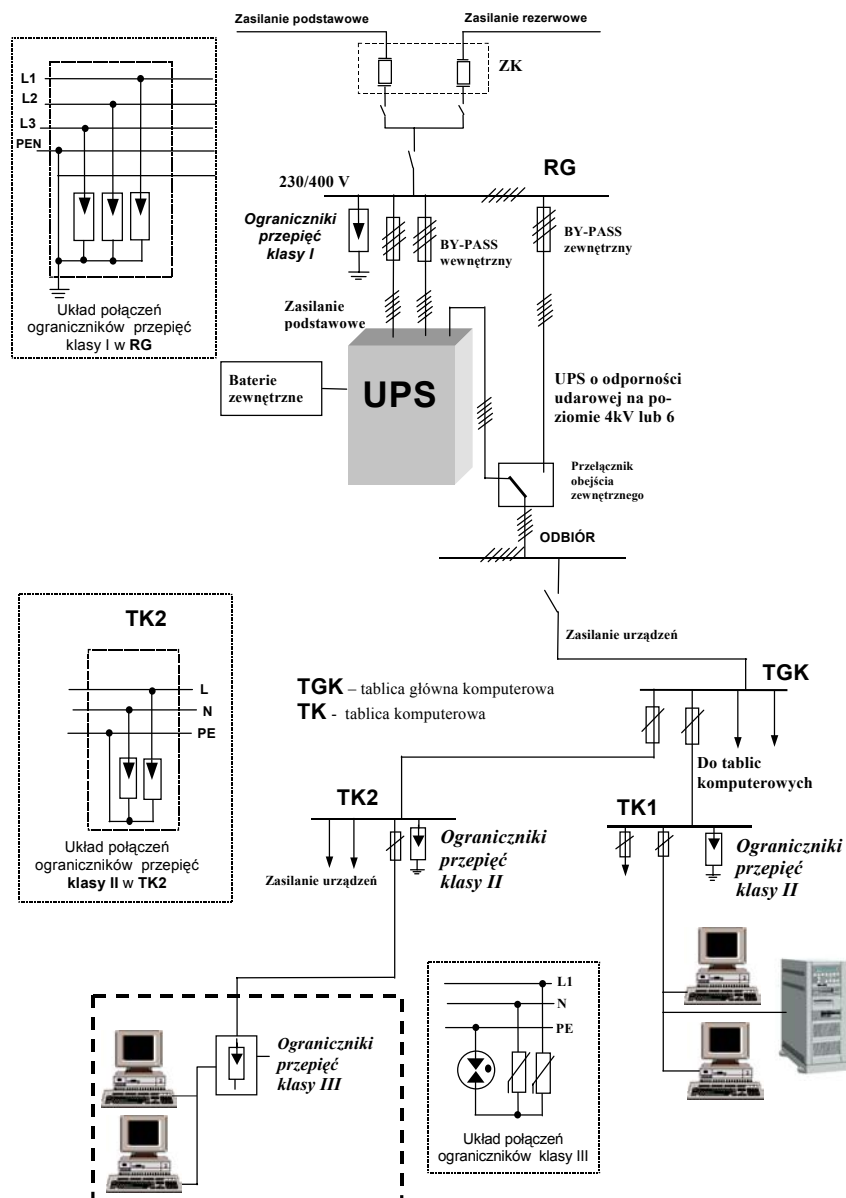 Zasilanie podstawowe
Zasilanie rezerwowe
ZK
L1
L2
L3
PEN
Układ połączeń
ograniczników przepięć
klasy I w RG
230/400 V
RG
Ograniczniki
przepięć
klasy I
BY-PASS
wewnętrzny
BY-PASS
zewnętrzny
Zasilanie
podstawowe
Baterie
zewnętrzne
UPS
UPS o odporności
udarowej na po-
ziomie 4kV lub 6
Przełącznik
obejścia
zewnętrznego
ODBIÓR
Zasilanie urządzeń
TGK
TK2
L
N
PE
Układ połączeń
ograniczników przepięć
klasy II w TK2
TGK – tablica główna komputerowa
TK - tablica komputerowa
Do tablic
komputerowych
TK2
Ograniczniki
przepięć
klasy II
Zasilanie urządzeń
TK1
Ograniczniki
przepięć
klasy II
Ograniczniki
przepięć
klasy III
L1
N
PE
Układ połączeń
ograniczników klasy III